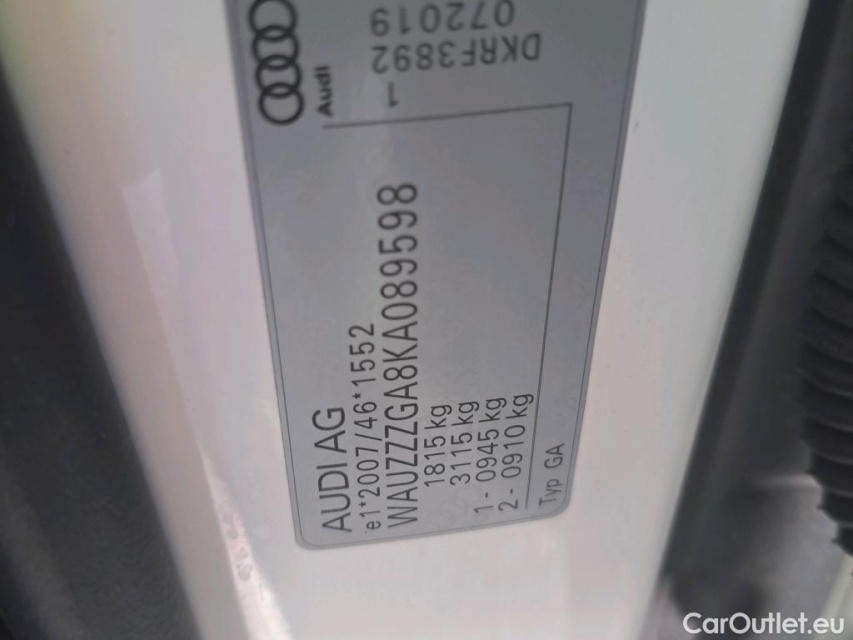 AUDI AG
e1*2007/46*1552
WAUZZZGA8KA089598
1815 kg
3115 kg
1 - 0945 kg
2 - 0910 kg
Typ GA
Audi
1
DKRF3892
072019
CarOutlet.eu